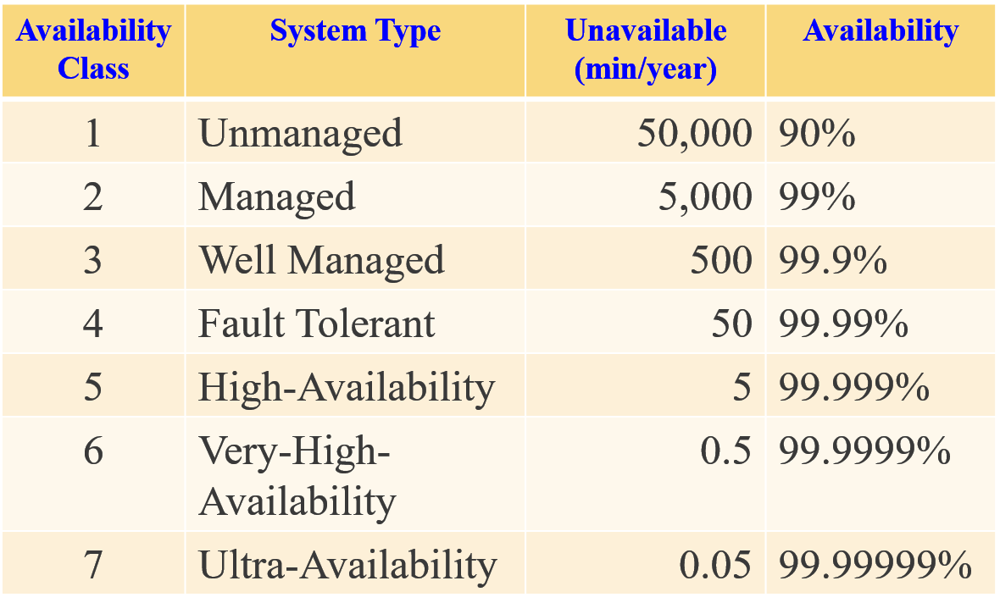 Availability Class System Type Unavailable (min/year) Availability
1 Unmanaged 50,000 90%
2 Managed 5,000 99%
3 Well Managed 500 99.9%
4 Fault Tolerant 50 99.99%
5 High-Availability 5 99.999%
6 Very-High-Availability 0.5 99.9999%
7 Ultra-Availability 0.05 99.99999%